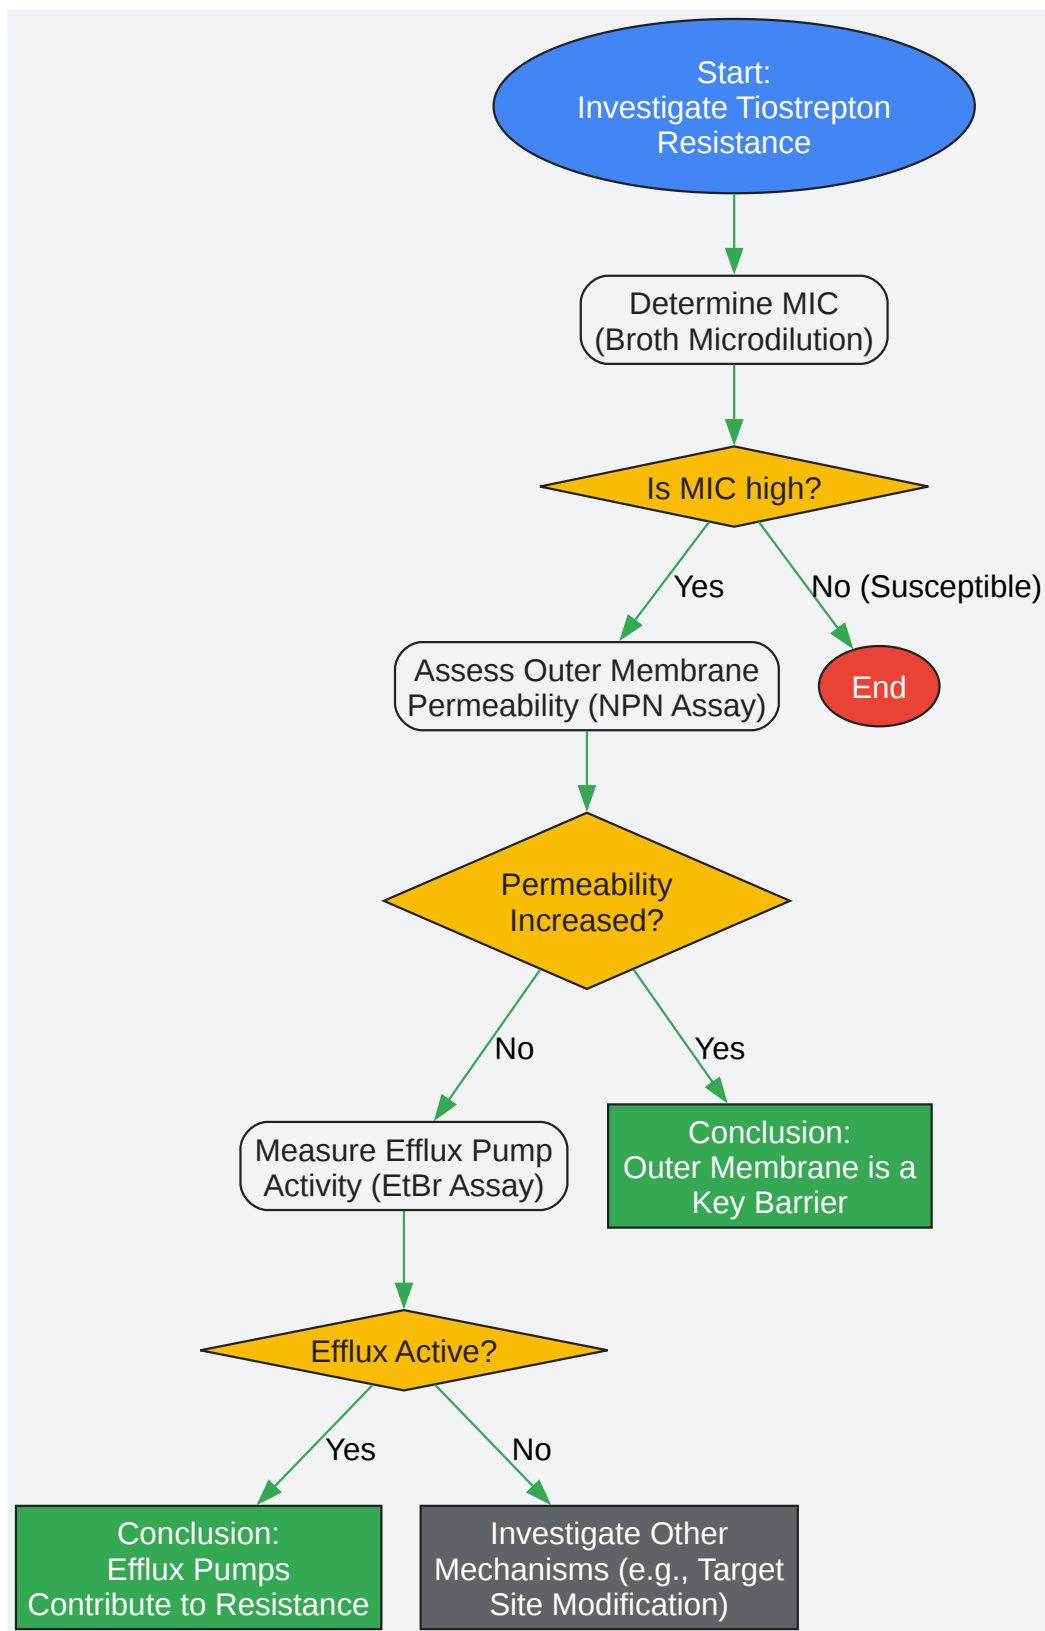 Start:
Investigate Tiostrepton
Resistance
Determine MIC
(Broth Microdilution)
Is MIC high?
Yes
No (Susceptible)
Assess Outer Membrane
Permeability (NPN Assay)
End
Permeability
Increased?
No
Yes
Measure Efflux Pump
Activity (EtBr Assay)
Conclusion:
Outer Membrane is a
Key Barrier
Efflux Active?
Yes
No
Conclusion:
Efflux Pumps
Contribute to Resistance
Investigate Other
Mechanisms (e.g., Target
Site Modification)